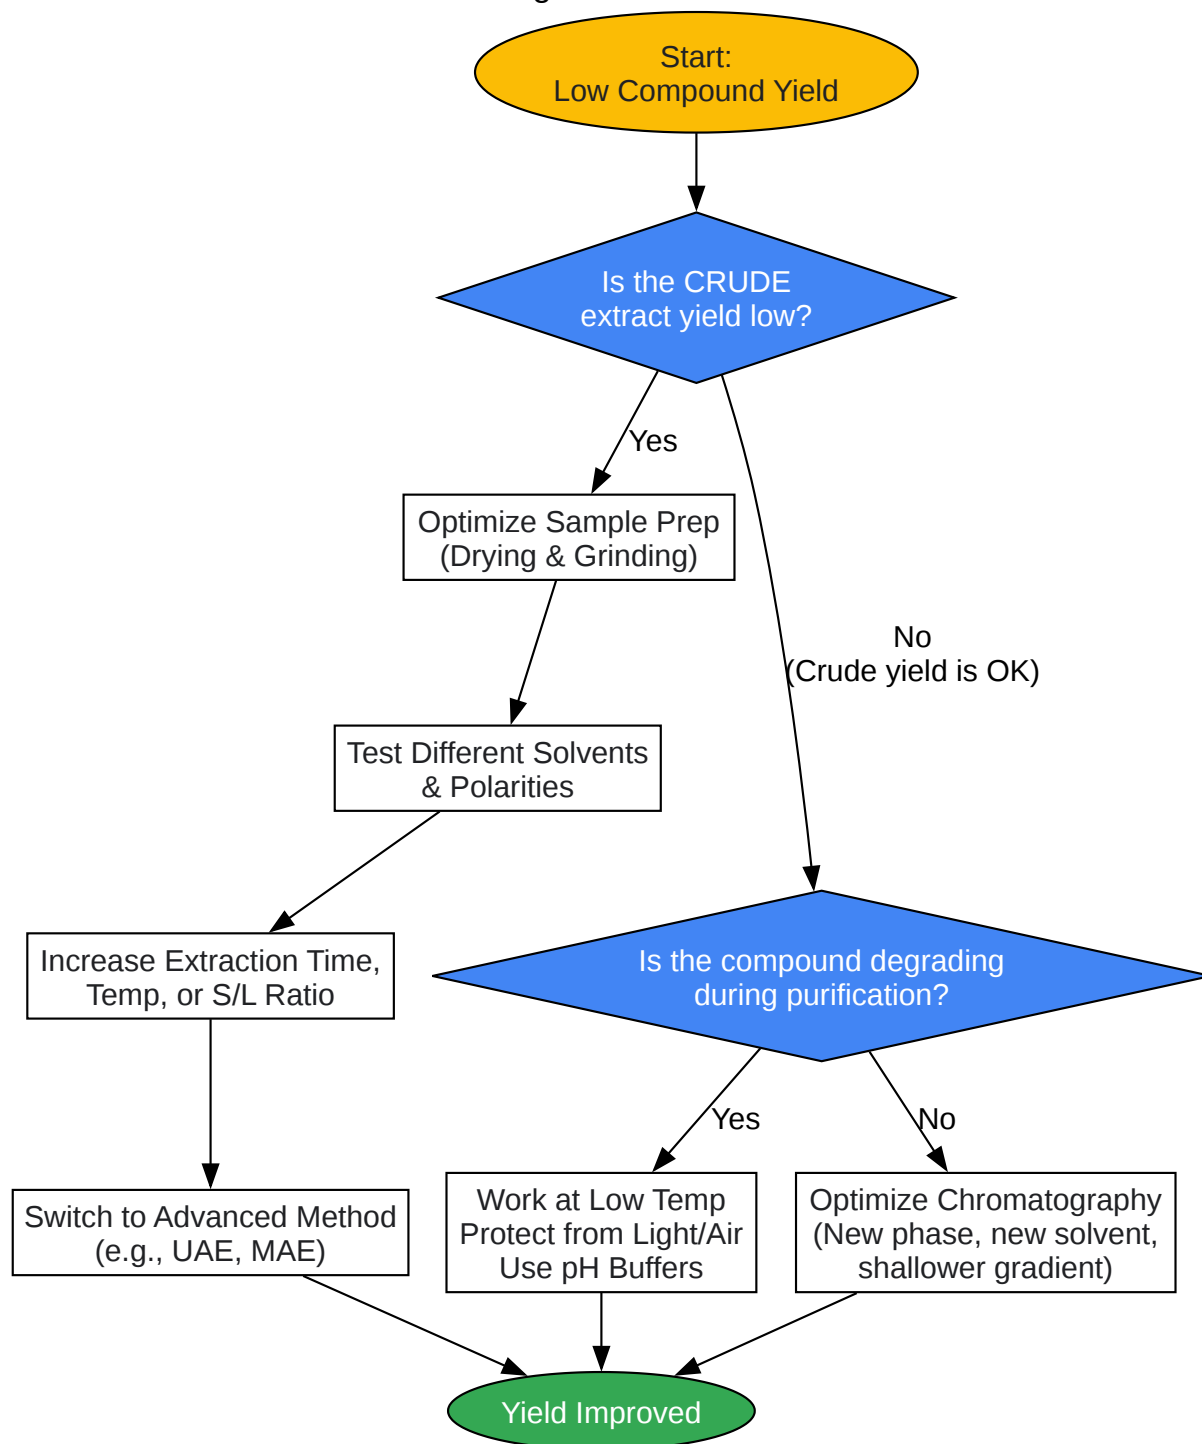 Start:
Low Compound Yield
Is the CRUDE
extract yield low?
Yes
Optimize Sample Prep
(Drying & Grinding)
No
(Crude yield is OK)
Test Different Solvents
& Polarities
Increase Extraction Time,
Temp, or S/L Ratio
Is the compound degrading
during purification?
Yes
No
Switch to Advanced Method
(e.g., UAE, MAE)
Work at Low Temp
Protect from Light/Air
Use pH Buffers
Optimize Chromatography
(New phase, new solvent,
shallower gradient)
Yield Improved